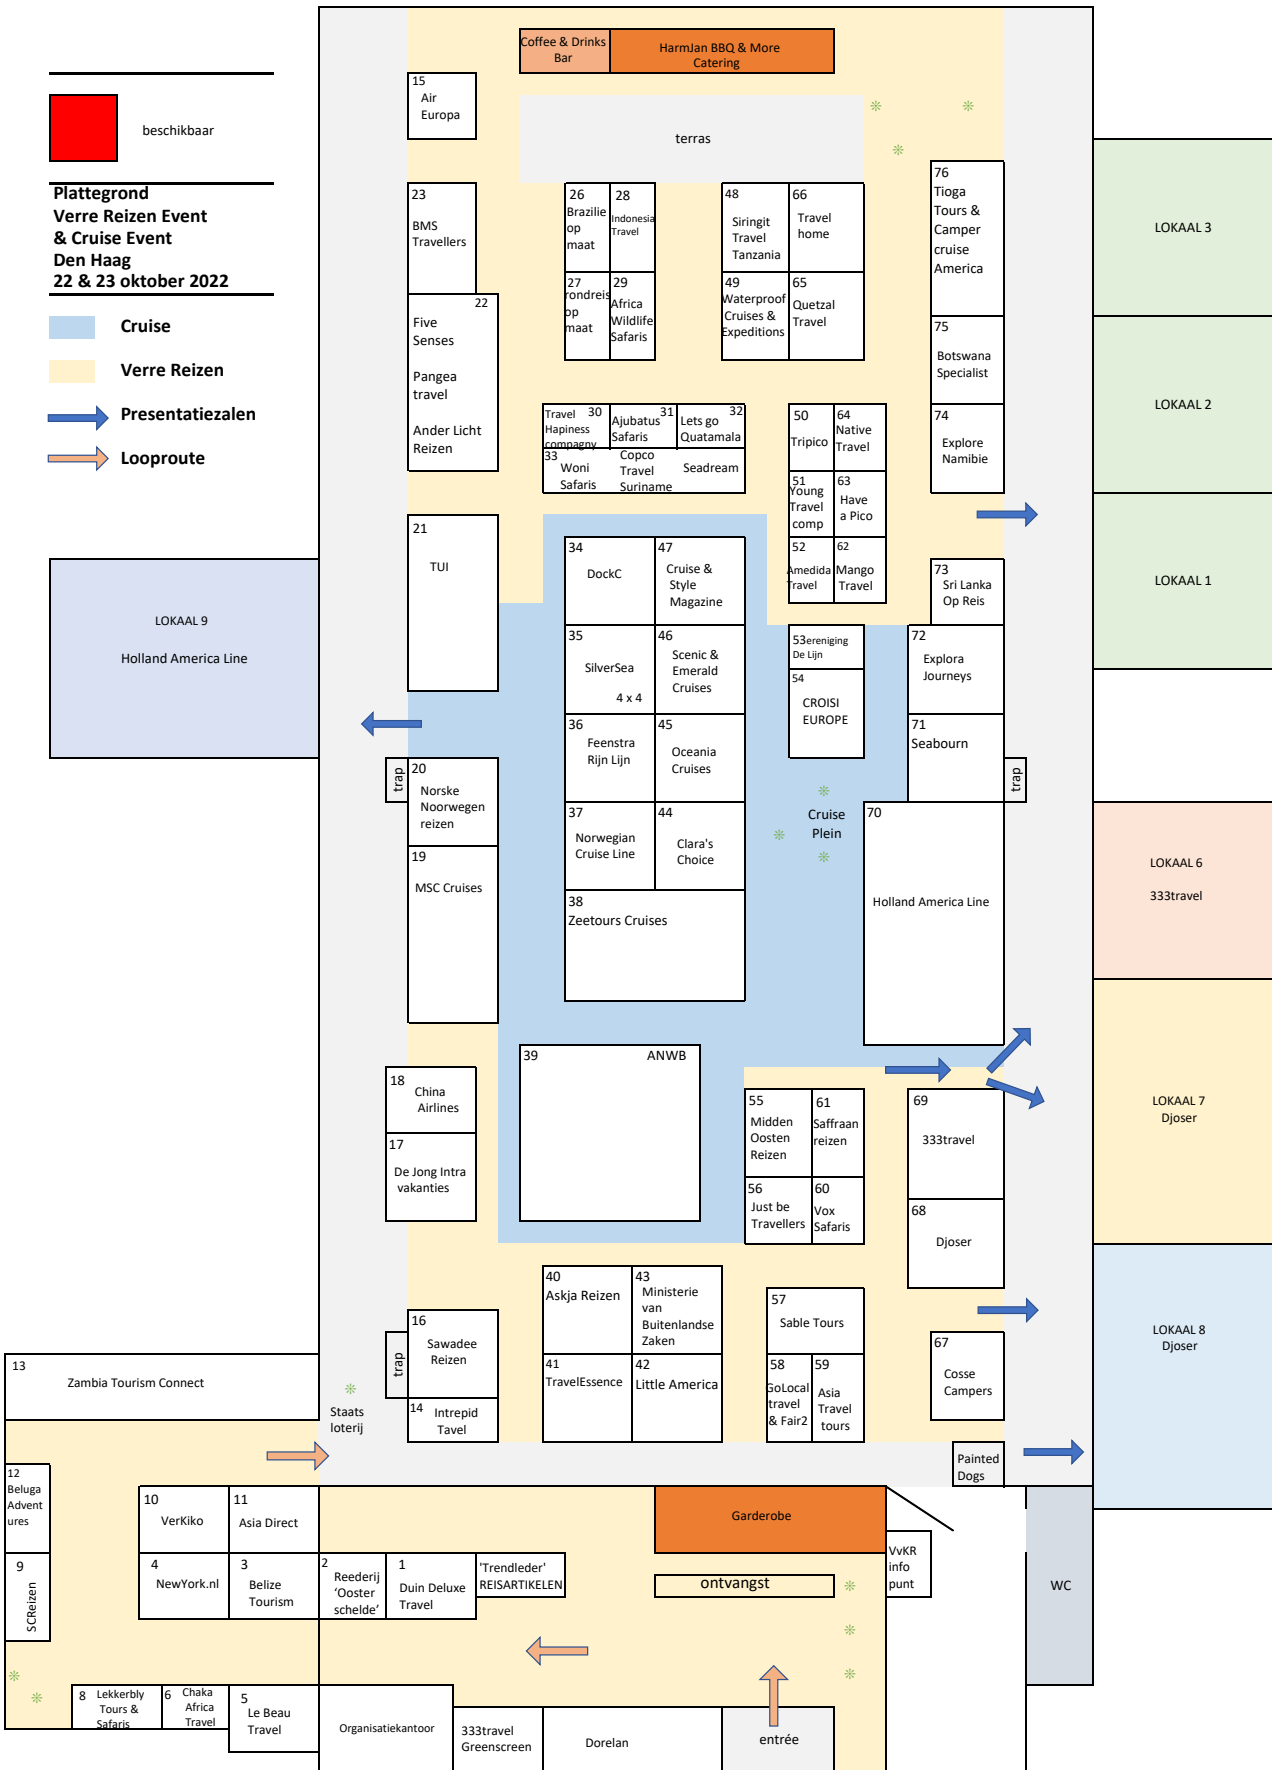 Coffee & Drinks
Bar
HarmJan BBQ & More
Catering
beschikbaar
Plattegrond
Verre Reizen Event
& Cruise Event
Den Haag
22 & 23 oktober 2022
Cruise
Verre Reizen
Presentatiezalen
Looproute
15
Air
Europa
terras
23
BMS
Travellers
26
Brazilie
op
maat
28
Indonesia
Travel
48
Siringit
Travel
Tanzania
66
Travel
home
76
Tioga
Tours &
Camper
cruise
America
LOKAAL 3
27
rondreis
op
maat
29
Africa
Wildlife
Safaris
49
Waterproof
Cruises &
Expeditions
65
Quetzal
Travel
22
Five
Senses
Pangea
travel
Ander Licht
Reizen
75
Botswana
Specialist
LOKAAL 2
Travel 30
Hapiness
compagny
31
Ajubatus
Safaris
32
Lets go
Quatamala
33
Woni
Safaris
Copco
Travel
Suriname
Seadream
50
Tripico
64
Native
Travel
74
Explore
Namibie
51
Young
Travel
comp
63
Have
a Pico
21
TUI
34
DockC
47
Cruise &
Style
Magazine
52
Amedida
Travel
62
Mango
Travel
73
Sri Lanka
Op Reis
LOKAAL 1
LOKAAL 9
Holland America Line
35
SilverSea
4 x 4
46
Scenic &
Emerald
Cruises
53ereniging
De Lijn
54
CROISI
EUROPE
72
Explora
Journeys
36
Feenstra
Rijn Lijn
45
Oceania
Cruises
71
Seabourn
trap
20
Norske
Noorwegen
reizen
trap
37
Norwegian
Cruise Line
44
Clara's
Choice
Cruise
Plein
70
Holland America Line
LOKAAL 6
333travel
19
MSC Cruises
38
Zeetours Cruises
39
ANWB
18
China
Airlines
17
De Jong Intra
vakanties
55
Midden
Oosten
Reizen
61
Saffraan
reizen
69
333travel
LOKAAL 7
Djoser
56
Just be
Travellers
60
Vox
Safaris
68
Djoser
40
Askja Reizen
43
Ministerie
van
Buitenlandse
Zaken
57
Sable Tours
LOKAAL 8
Djoser
16
Sawadee
Reizen
trap
67
Cosse
Campers
13
Zambia Tourism Connect
41
TravelEssence
42
Little America
58
GoLocal
travel
& Fair2
59
Asia
Travel
tours
Staats
loterij
14
Intrepid
Tavel
Painted
Dogs
12
Beluga
Advent
ures
10
VerKiko
11
Asia Direct
Garderobe
VvKR
info
punt
WC
9
SCReizen
4
NewYork.nl
3
Belize
Tourism
2
Reederij
‘Ooster
schelde’
1
Duin Deluxe
Travel
'Trendleder'
REISARTIKELEN
ontvangst
8
Lekkerbly
Tours &
Safaris
6
Chaka
Africa
Travel
5
Le Beau
Travel
Organisatiekantoor
333travel
Greenscreen
Dorelan
entrée